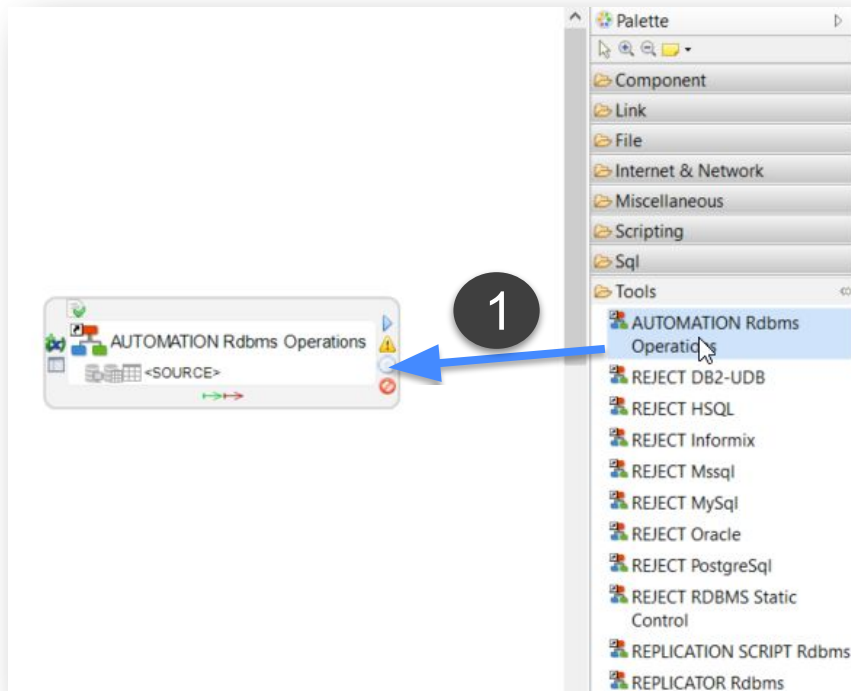 Palette
Component
Link
File
Internet & Network
Miscellaneous
Scripting
Sql
Tools
AUTOMATION Rdbms
Operations
REJECT DB2-UDB
REJECT HSQL
REJECT Informix
REJECT Mssql
REJECT MySql
REJECT Oracle
REJECT PostgreSql
REJECT RDBMS Static
Control
REPLICATION SCRIPT Rdbms
REPLICATOR Rdbms
1
AUTOMATION Rdbms Operations
<SOURCE>